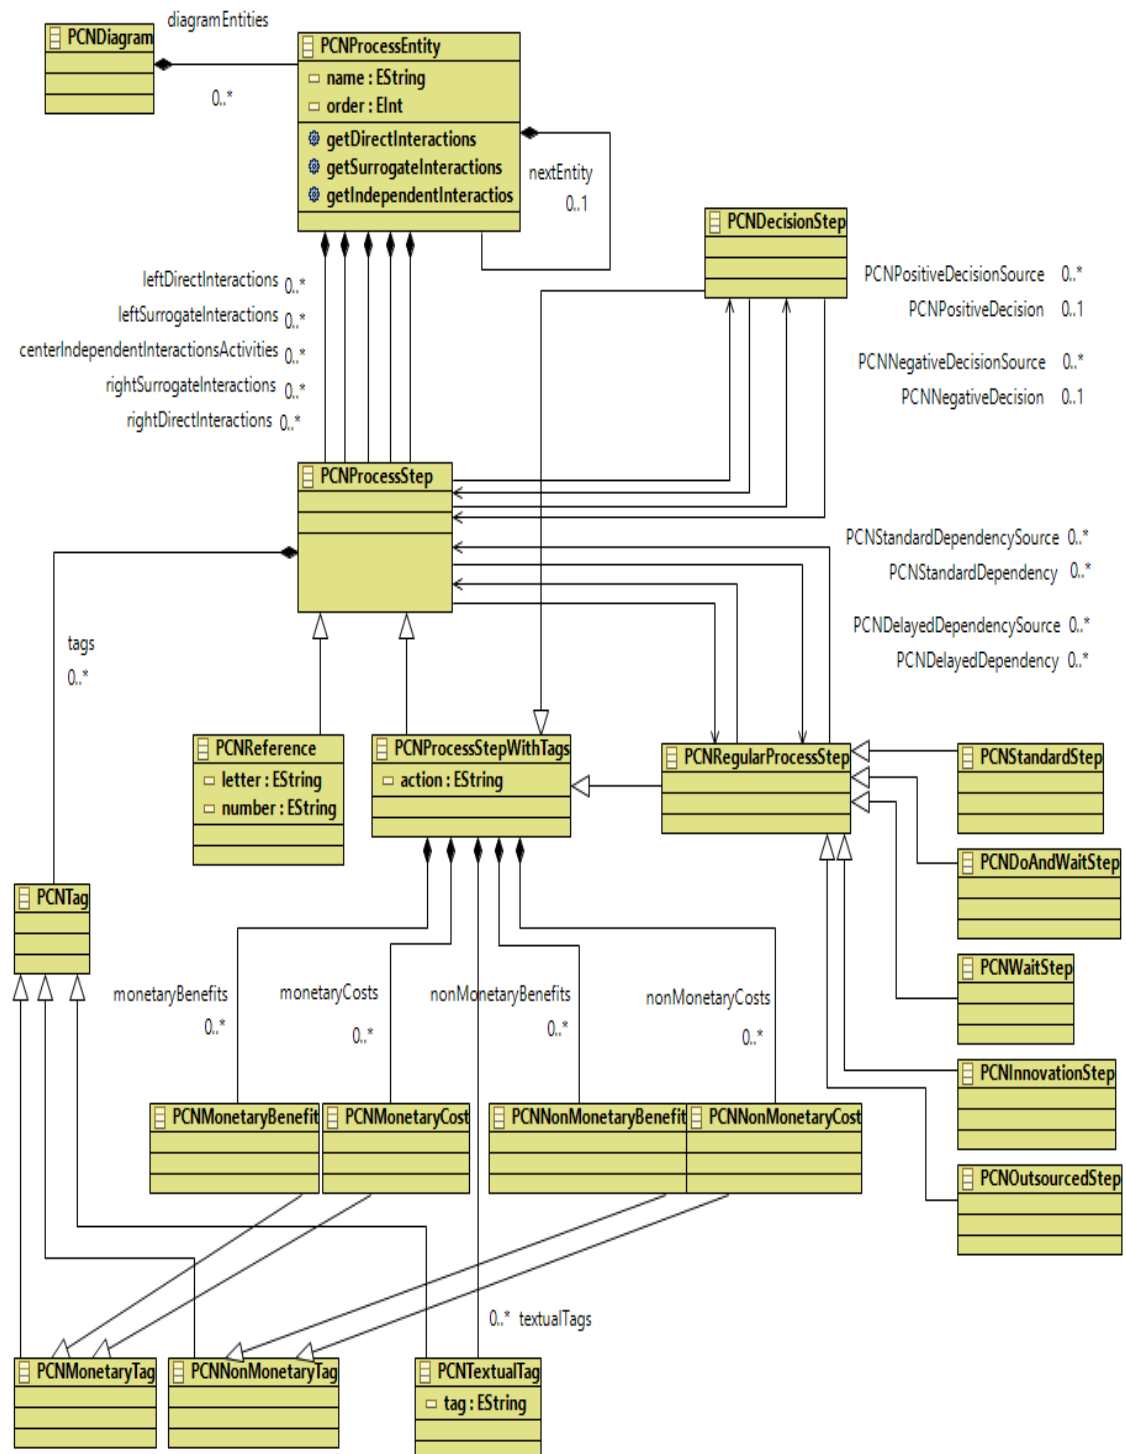 diagramEntities
PCNDiagram
0..*
PCNProcessEntity
name : EString
order : EInt
getDirectInteractions
getSurrogateInteractions
getIndependentInteractios
nextEntity
0..1
PCNDecisionStep
leftDirectInteractions 0..*
leftSurrogateInteractions 0..*
centerIndependentInteractionsActivities 0..*
rightSurrogateInteractions 0..*
rightDirectInteractions 0..*
PCNPositiveDecisionSource 0..*
PCNPositiveDecision 0..1
PCNNegativeDecisionSource 0..*
PCNNegativeDecision 0..1
PCNProcessStep
PCNStandardDependencySource 0..*
PCNStandardDependency 0..*
PCNDelayedDependencySource 0..*
PCNDelayedDependency 0..*
tags
0..*
PCNReference
letter : EString
number : EString
PCNProcessStepWithTags
action : EString
PCNRegularProcessStep
PCNStandardStep
PCNDoAndWaitStep
PCNWaitStep
PCNInnovationStep
PCNOutsourcedStep
PCNTag
monetaryBenefits
0..*
monetaryCosts
0..*
nonMonetaryBenefits
0..*
nonMonetaryCosts
0..*
PCNMonetaryBenefit
PCNMonetaryCost
PCNNonMonetaryBenefit
PCNNonMonetaryCost
0..* textualTags
PCNMonetaryTag
PCNNonMonetaryTag
PCNTextualTag
tag : EString